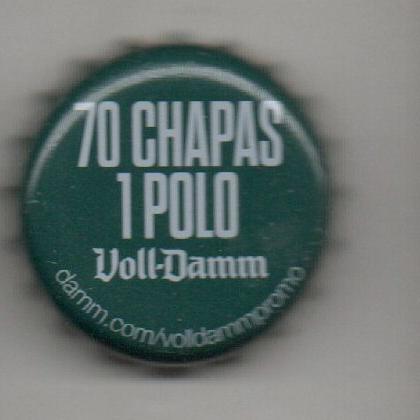 70 CHAPAS
1 POLO
Voll-Damm
damm.com/volldammpromo